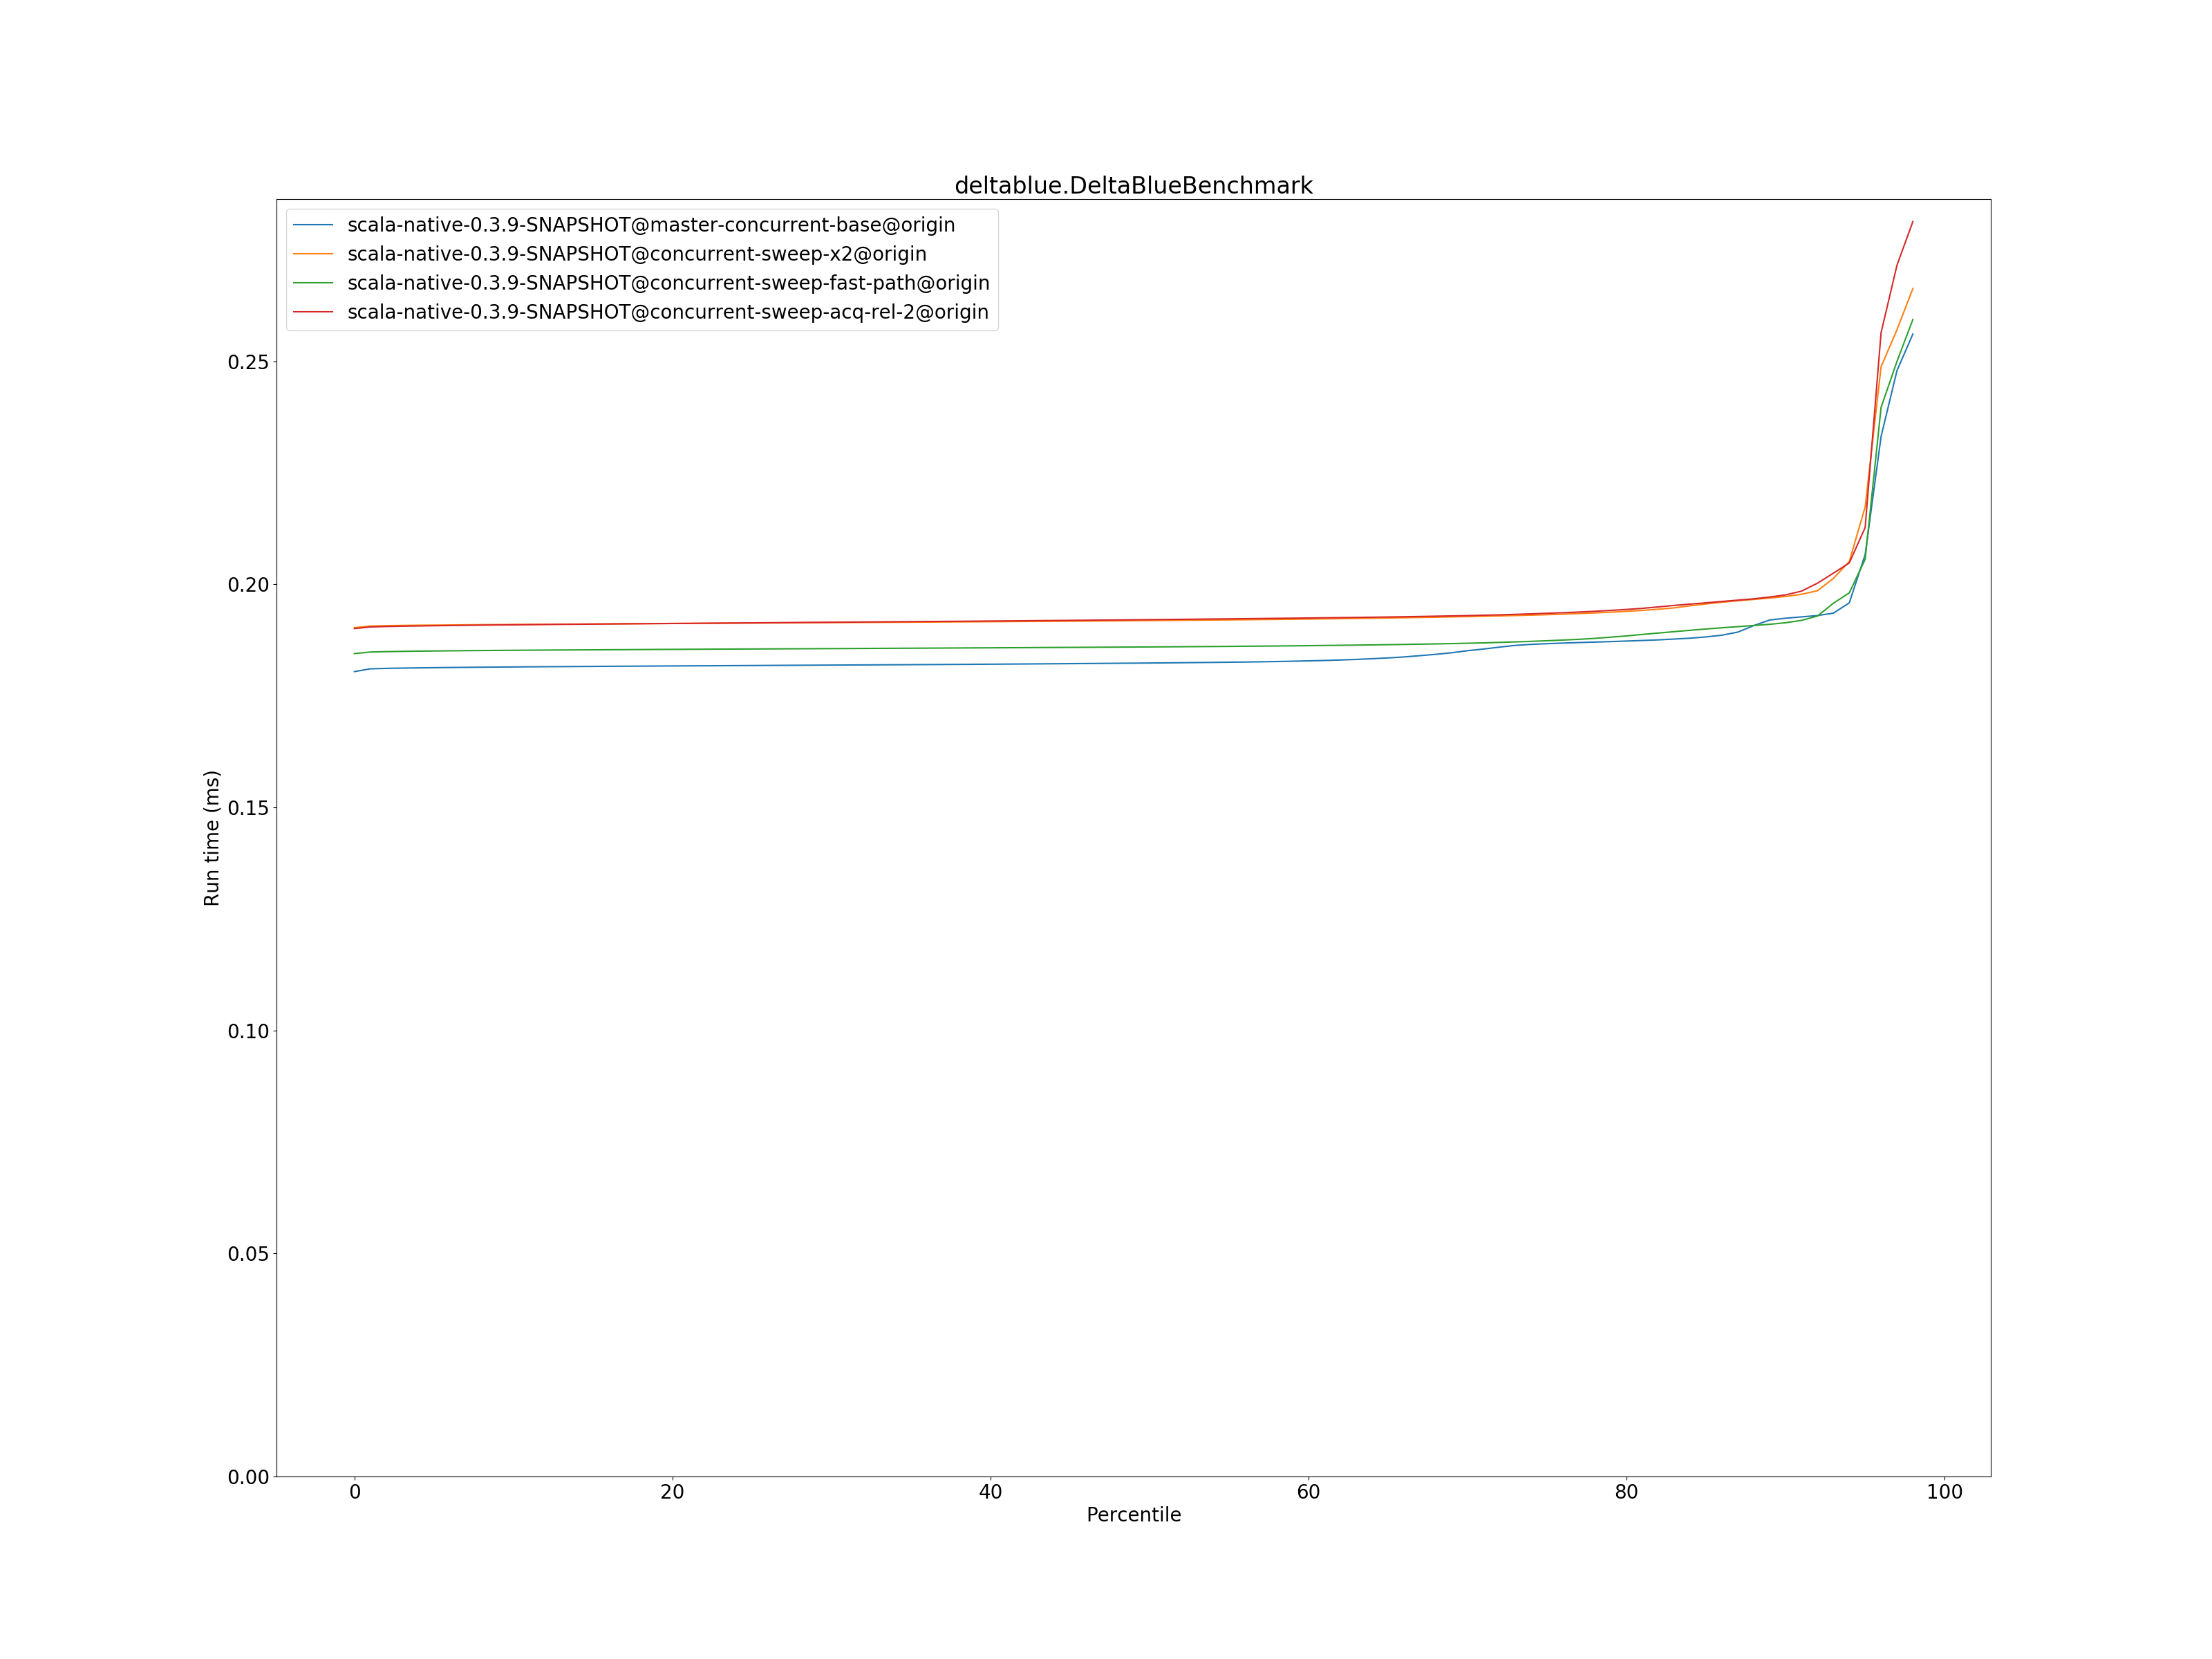 deltablue.DeltaBlueBenchmark
scala-native-0.3.9-SNAPSHOT@master-concurrent-base@origin
scala-native-0.3.9-SNAPSHOT@concurrent-sweep-x2@origin
scala-native-0.3.9-SNAPSHOT@concurrent-sweep-fast-path@origin
scala-native-0.3.9-SNAPSHOT@concurrent-sweep-acq-rel-2@origin
0.25
0.20
0.15
0.10
0.05
0.00
Run time (ms)
0 20 40 60 80 100
Percentile